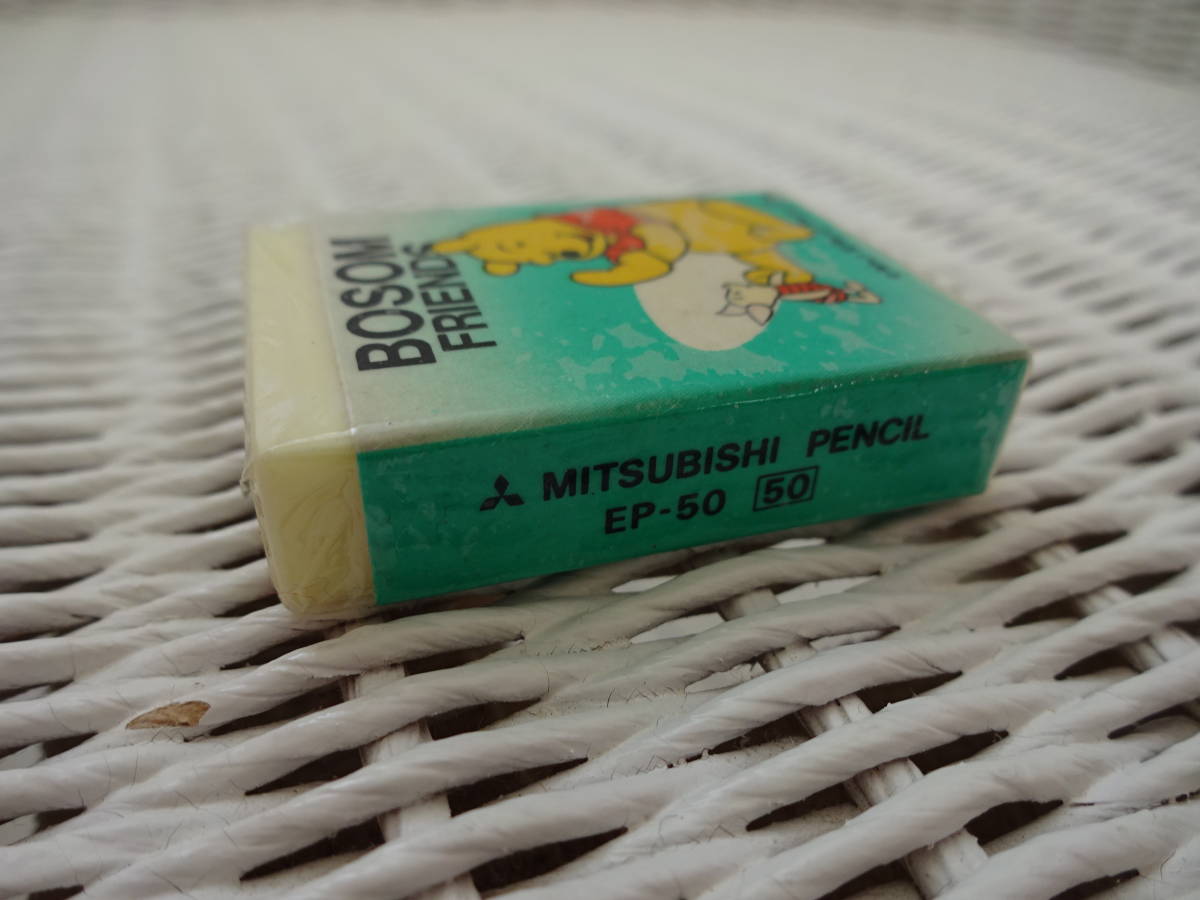 BOSOM
FRIENDS
MITSUBISHI PENCIL
EP-50 50